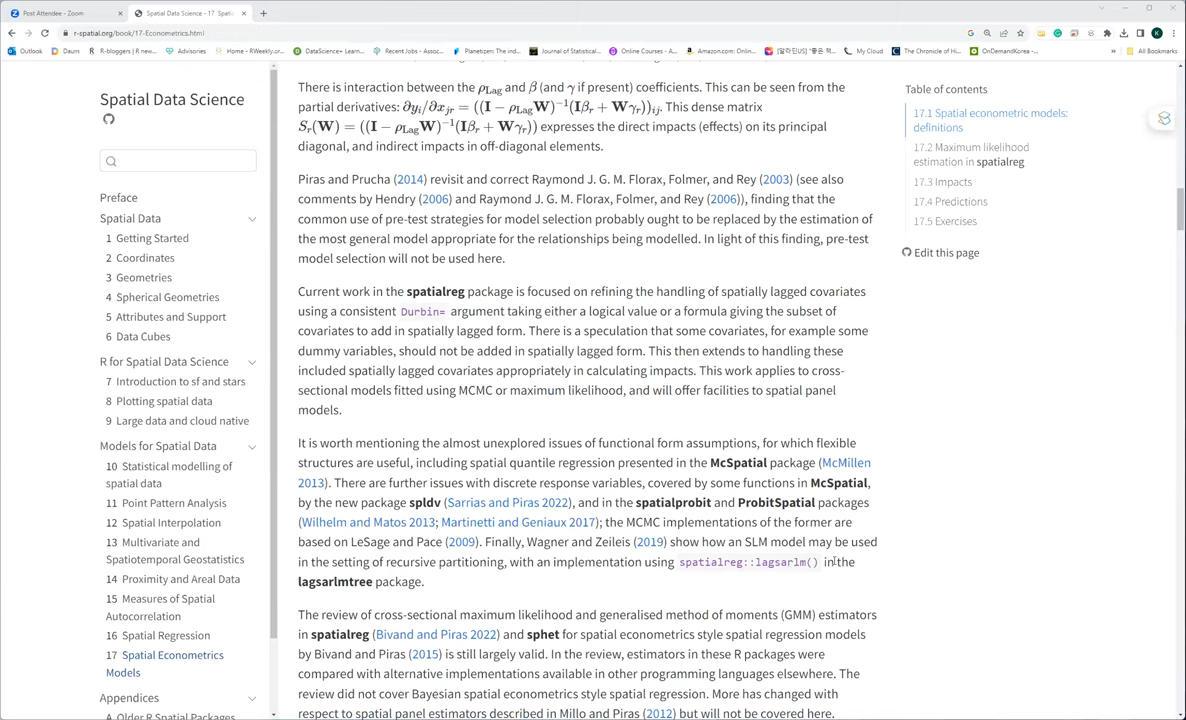 Post Attendee - Zoom
Spatial Data Science - 17 Spati
r-spatial.org/book/17-Econometrics.html
Outlook
Daum
R-bloggers | R new...
Advisories
Home - RWeekly.or...
DataScience+ Learn...
Recent Jobs - Assoc...
Planetizen: The ind...
Journal of Statistical...
Online Courses - A...
Amazon.com: Onlin...
[알라딘US] "좋은 책...
My Cloud
The Chronicle of Hi...
OnDemandKorea -...
All Bookmarks
Spatial Data Science
Preface
Spatial Data
1 Getting Started
2 Coordinates
3 Geometries
4 Spherical Geometries
5 Attributes and Support
6 Data Cubes
R for Spatial Data Science
7 Introduction to sf and stars
8 Plotting spatial data
9 Large data and cloud native
Models for Spatial Data
10 Statistical modelling of
spatial data
11 Point Pattern Analysis
12 Spatial Interpolation
13 Multivariate and
Spatiotemporal Geostatistics
14 Proximity and Areal Data
15 Measures of Spatial
Autocorrelation
16 Spatial Regression
17 Spatial Econometrics
Models
Appendices
A Older R Spatial Packages
There is interaction between the ρLag and β (and γ if present) coefficients. This can be seen from the
partial derivatives: ∂yi/∂xjr = ((I − ρLagW)−1(Iβr + Wγr))ij. This dense matrix
Sr(W) = ((I − ρLagW)−1(Iβr + Wγr)) expresses the direct impacts (effects) on its principal
diagonal, and indirect impacts in off-diagonal elements.
Piras and Prucha (2014) revisit and correct Raymond J. G. M. Florax, Folmer, and Rey (2003) (see also
comments by Hendry (2006) and Raymond J. G. M. Florax, Folmer, and Rey (2006)), finding that the
common use of pre-test strategies for model selection probably ought to be replaced by the estimation of
the most general model appropriate for the relationships being modelled. In light of this finding, pre-test
model selection will not be used here.
Current work in the spatialreg package is focused on refining the handling of spatially lagged covariates
using a consistent Durbin= argument taking either a logical value or a formula giving the subset of
covariates to add in spatially lagged form. There is a speculation that some covariates, for example some
dummy variables, should not be added in spatially lagged form. This then extends to handling these
included spatially lagged covariates appropriately in calculating impacts. This work applies to cross-
sectional models fitted using MCMC or maximum likelihood, and will offer facilities to spatial panel
models.
It is worth mentioning the almost unexplored issues of functional form assumptions, for which flexible
structures are useful, including spatial quantile regression presented in the McSpatial package (McMillen
2013). There are further issues with discrete response variables, covered by some functions in McSpatial,
by the new package spldv (Sarrias and Piras 2022), and in the spatialprobit and ProbitSpatial packages
(Wilhelm and Matos 2013; Martinetti and Geniaux 2017); the MCMC implementations of the former are
based on LeSage and Pace (2009). Finally, Wagner and Zeileis (2019) show how an SLM model may be used
in the setting of recursive partitioning, with an implementation using spatialreg::lagsarlm() in the
lagsarlmtree package.
The review of cross-sectional maximum likelihood and generalised method of moments (GMM) estimators
in spatialreg (Bivand and Piras 2022) and sphet for spatial econometrics style spatial regression models
by Bivand and Piras (2015) is still largely valid. In the review, estimators in these R packages were
compared with alternative implementations available in other programming languages elsewhere. The
review did not cover Bayesian spatial econometrics style spatial regression. More has changed with
respect to spatial panel estimators described in Millo and Piras (2012) but will not be covered here.
Table of contents
17.1 Spatial econometric models:
definitions
17.2 Maximum likelihood
estimation in spatialreg
17.3 Impacts
17.4 Predictions
17.5 Exercises
Edit this page